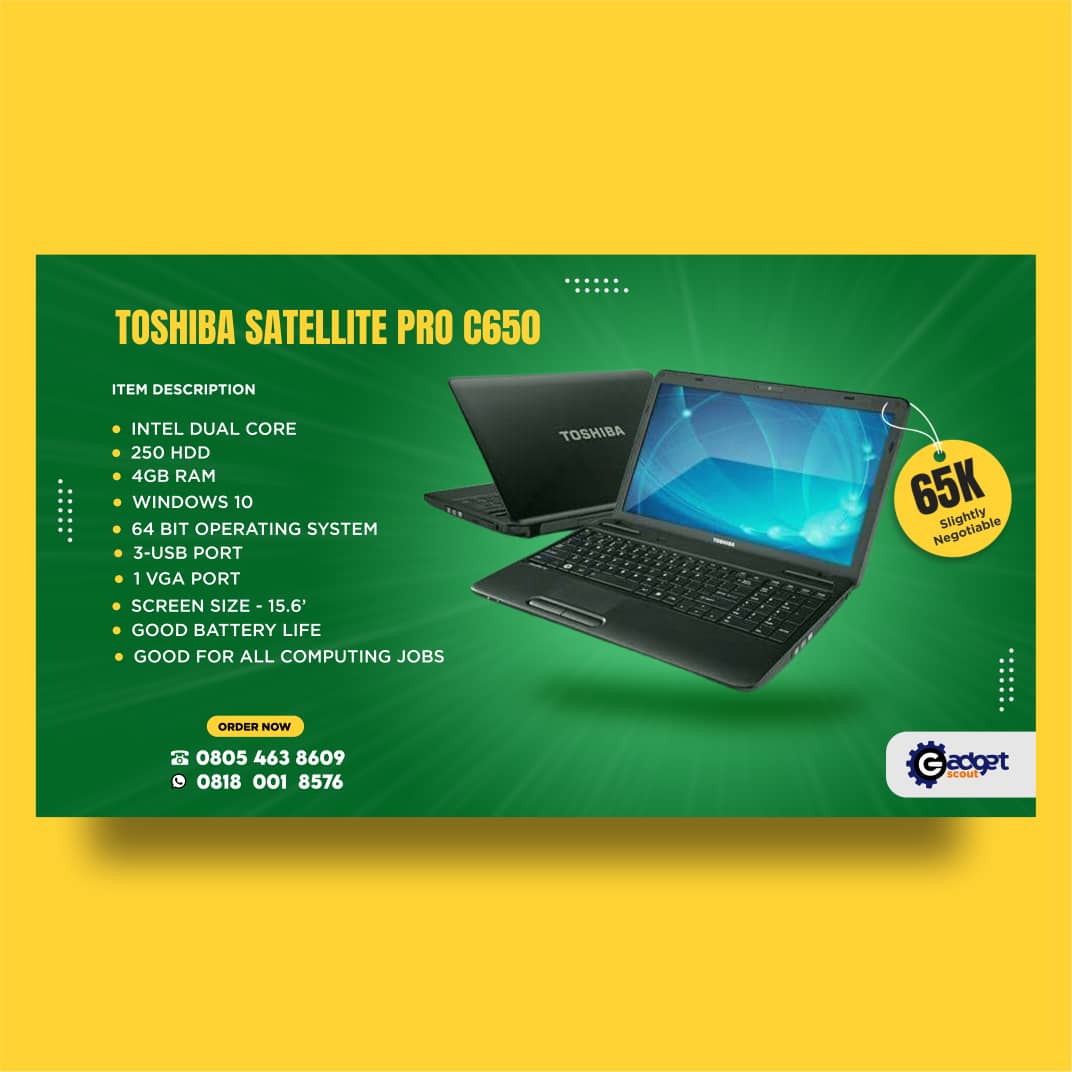 TOSHIBA SATELLITE PRO C650
ITEM DESCRIPTION
INTEL DUAL CORE
250 HDD
4GB RAM
WINDOWS 10
64 BIT OPERATING SYSTEM
3-USB PORT
1 VGA PORT
SCREEN SIZE - 15.6’
GOOD BATTERY LIFE
GOOD FOR ALL COMPUTING JOBS
TOSHIBA
TOSHIBA
65K
Slightly
Negotiable
ORDER NOW
0805 463 8609
0818 001 8576
Gadget
scout